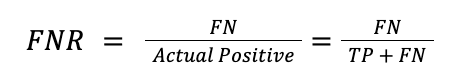 FNR = FN / Actual Positive = FN / TP + FN